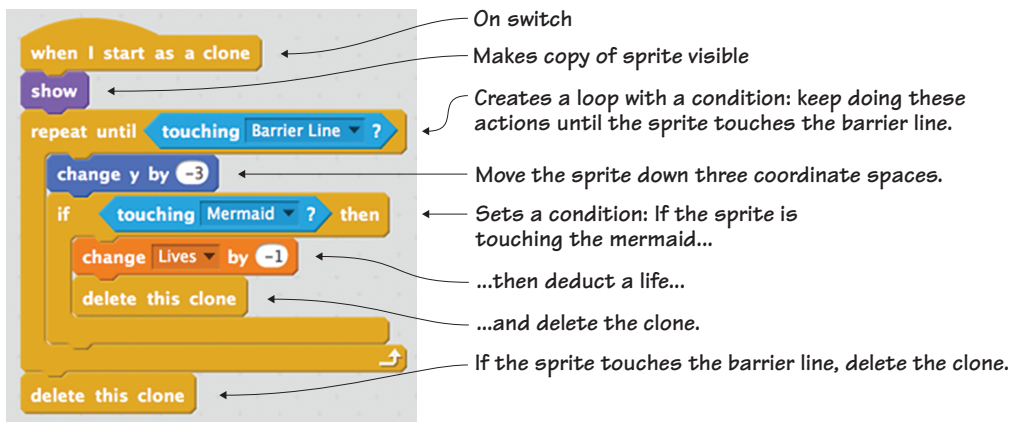 when I start as a clone
On switch
show
Makes copy of sprite visible
repeat until touching Barrier Line ?
Creates a loop with a condition: keep doing these
actions until the sprite touches the barrier line.
change y by -3
Move the sprite down three coordinate spaces.
if touching Mermaid ? then
Sets a condition: If the sprite is
touching the mermaid...
change Lives by -1
...then deduct a life...
delete this clone
...and delete the clone.
delete this clone
If the sprite touches the barrier line, delete the clone.